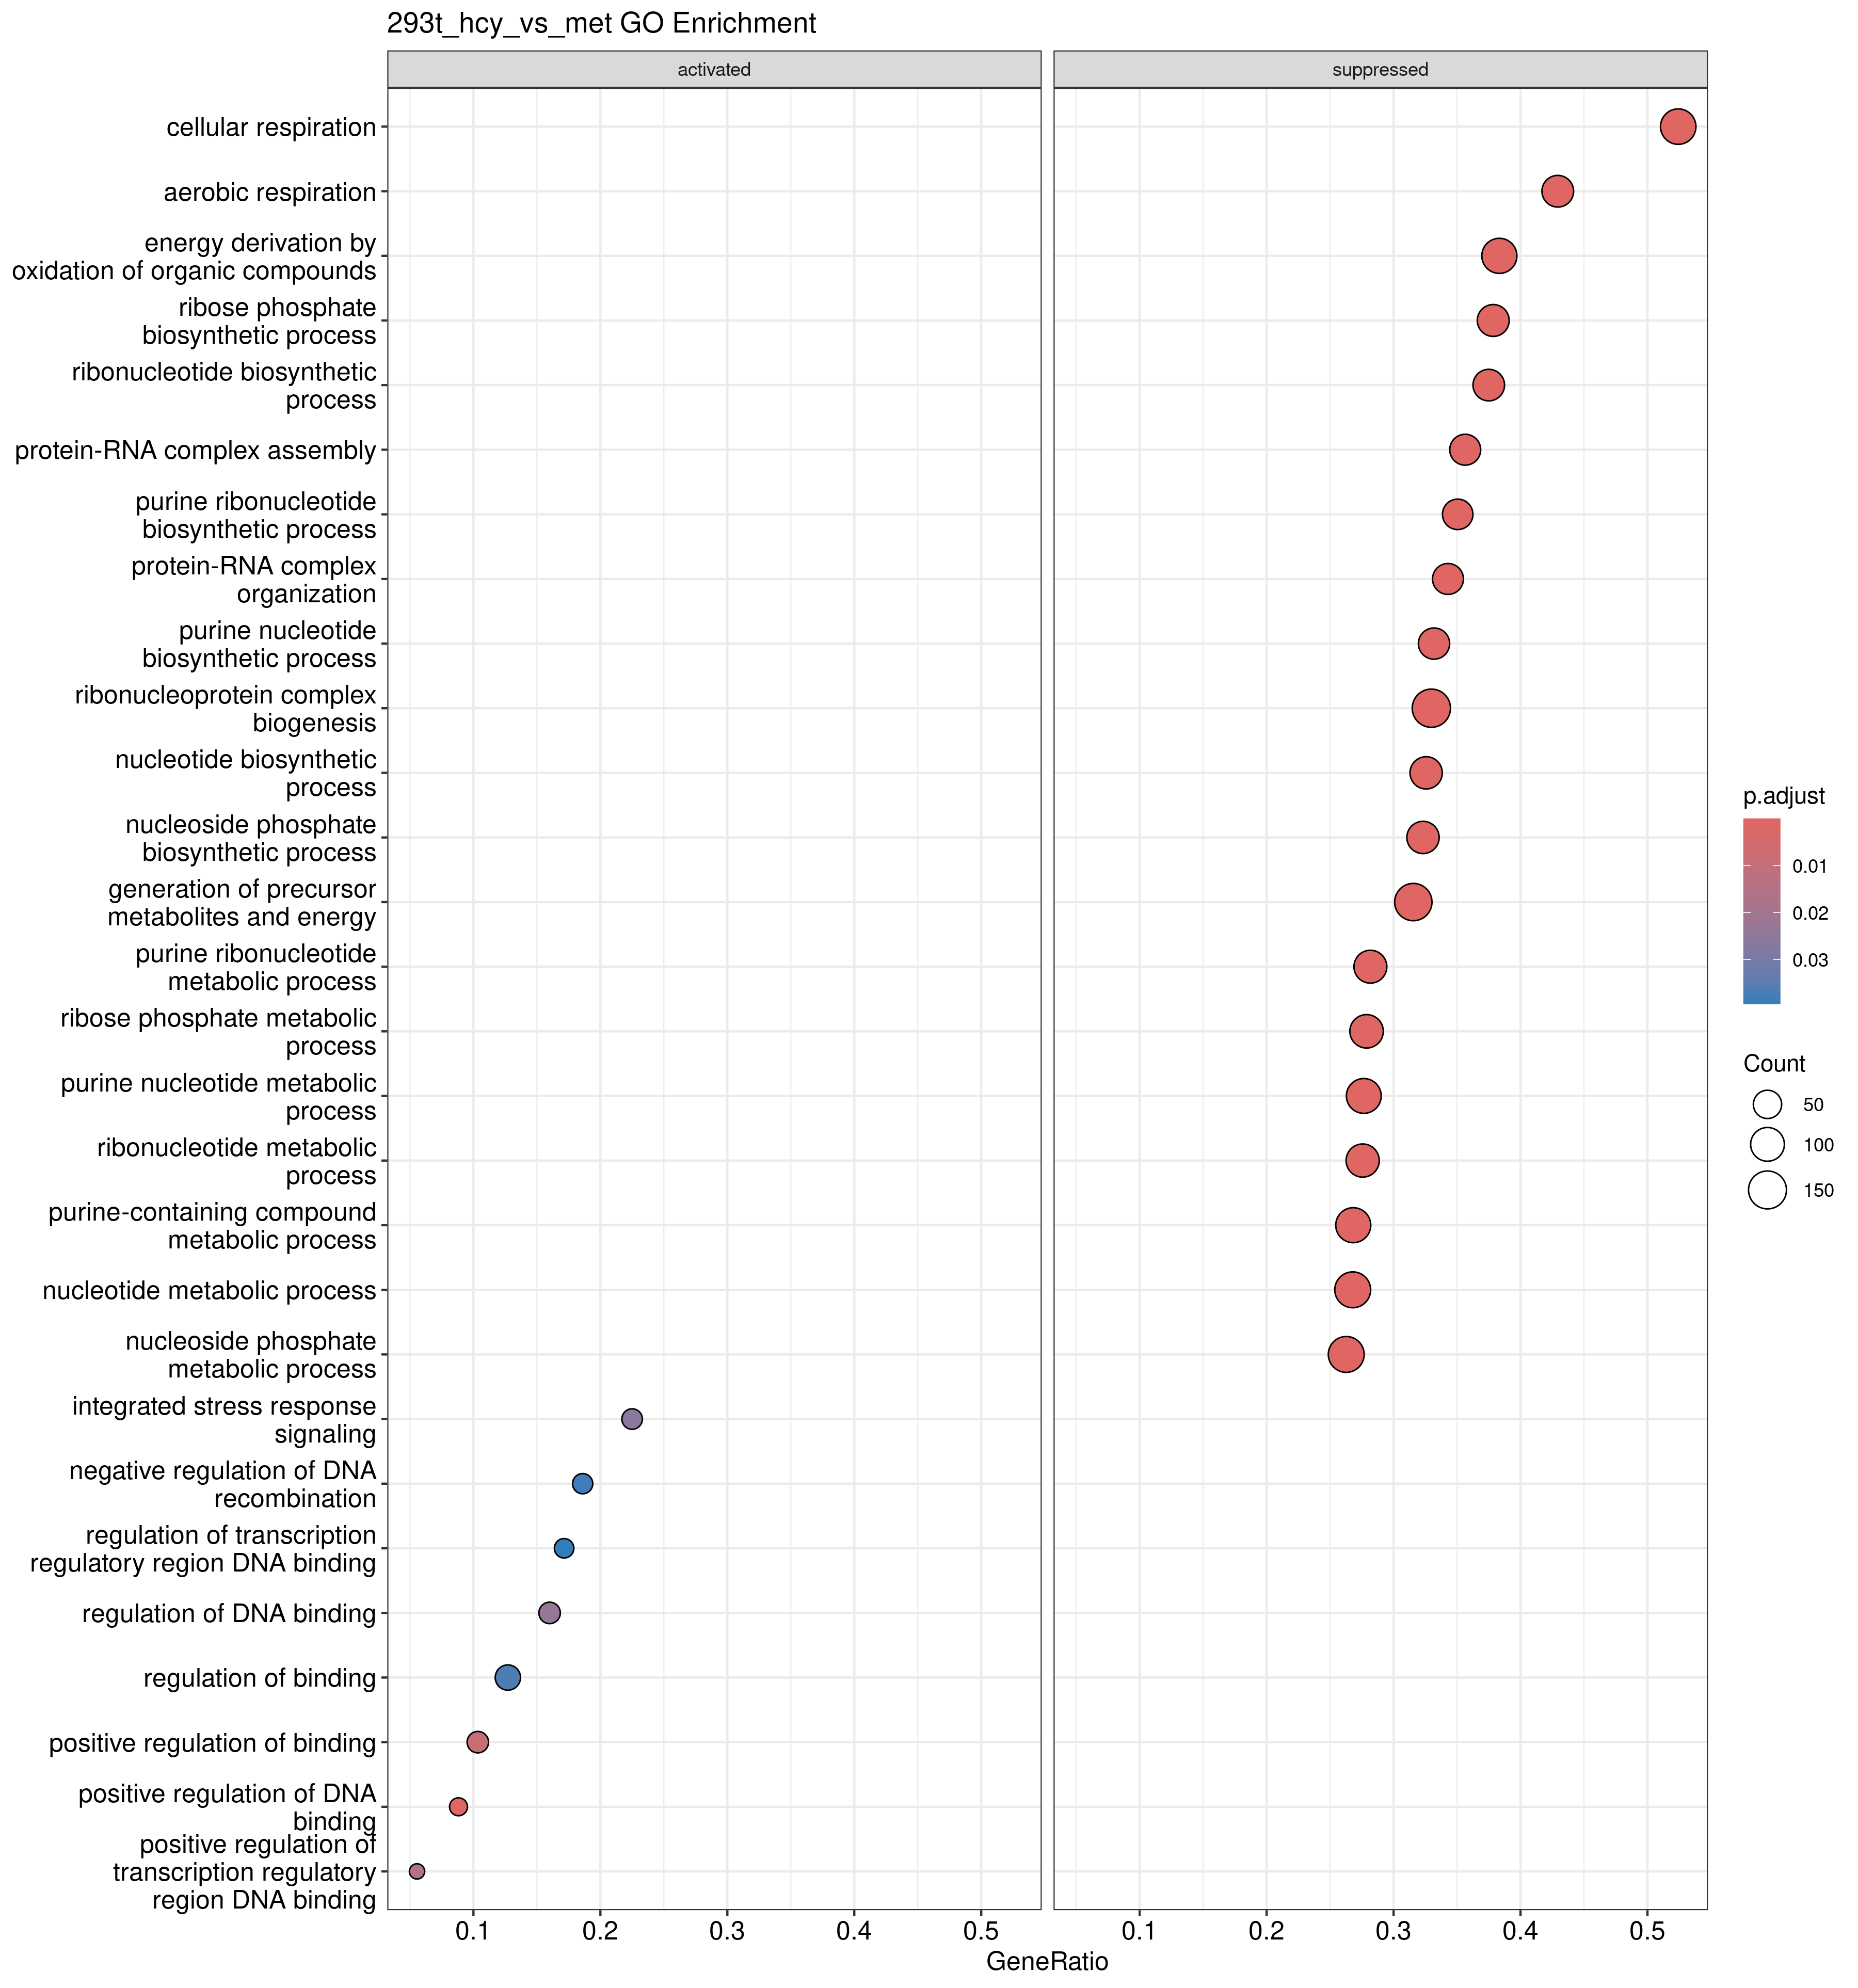 293t_hcy_vs_met GO Enrichment
activated
suppressed
cellular respiration
aerobic respiration
energy derivation by
oxidation of organic compounds
ribose phosphate
biosynthetic process
ribonucleotide biosynthetic
process
protein-RNA complex assembly
purine ribonucleotide
biosynthetic process
protein-RNA complex
organization
purine nucleotide
biosynthetic process
ribonucleoprotein complex
biogenesis
nucleotide biosynthetic
process
nucleoside phosphate
biosynthetic process
generation of precursor
metabolites and energy
purine ribonucleotide
metabolic process
ribose phosphate metabolic
process
purine nucleotide metabolic
process
ribonucleotide metabolic
process
purine-containing compound
metabolic process
nucleotide metabolic process
nucleoside phosphate
metabolic process
integrated stress response
signaling
negative regulation of DNA
recombination
regulation of transcription
regulatory region DNA binding
regulation of DNA binding
regulation of binding
positive regulation of binding
positive regulation of DNA
binding
positive regulation of
transcription regulatory
region DNA binding
0.1 0.2 0.3 0.4 0.5
0.1 0.2 0.3 0.4 0.5
GeneRatio
p.adjust
0.01
0.02
0.03
Count
50
100
150